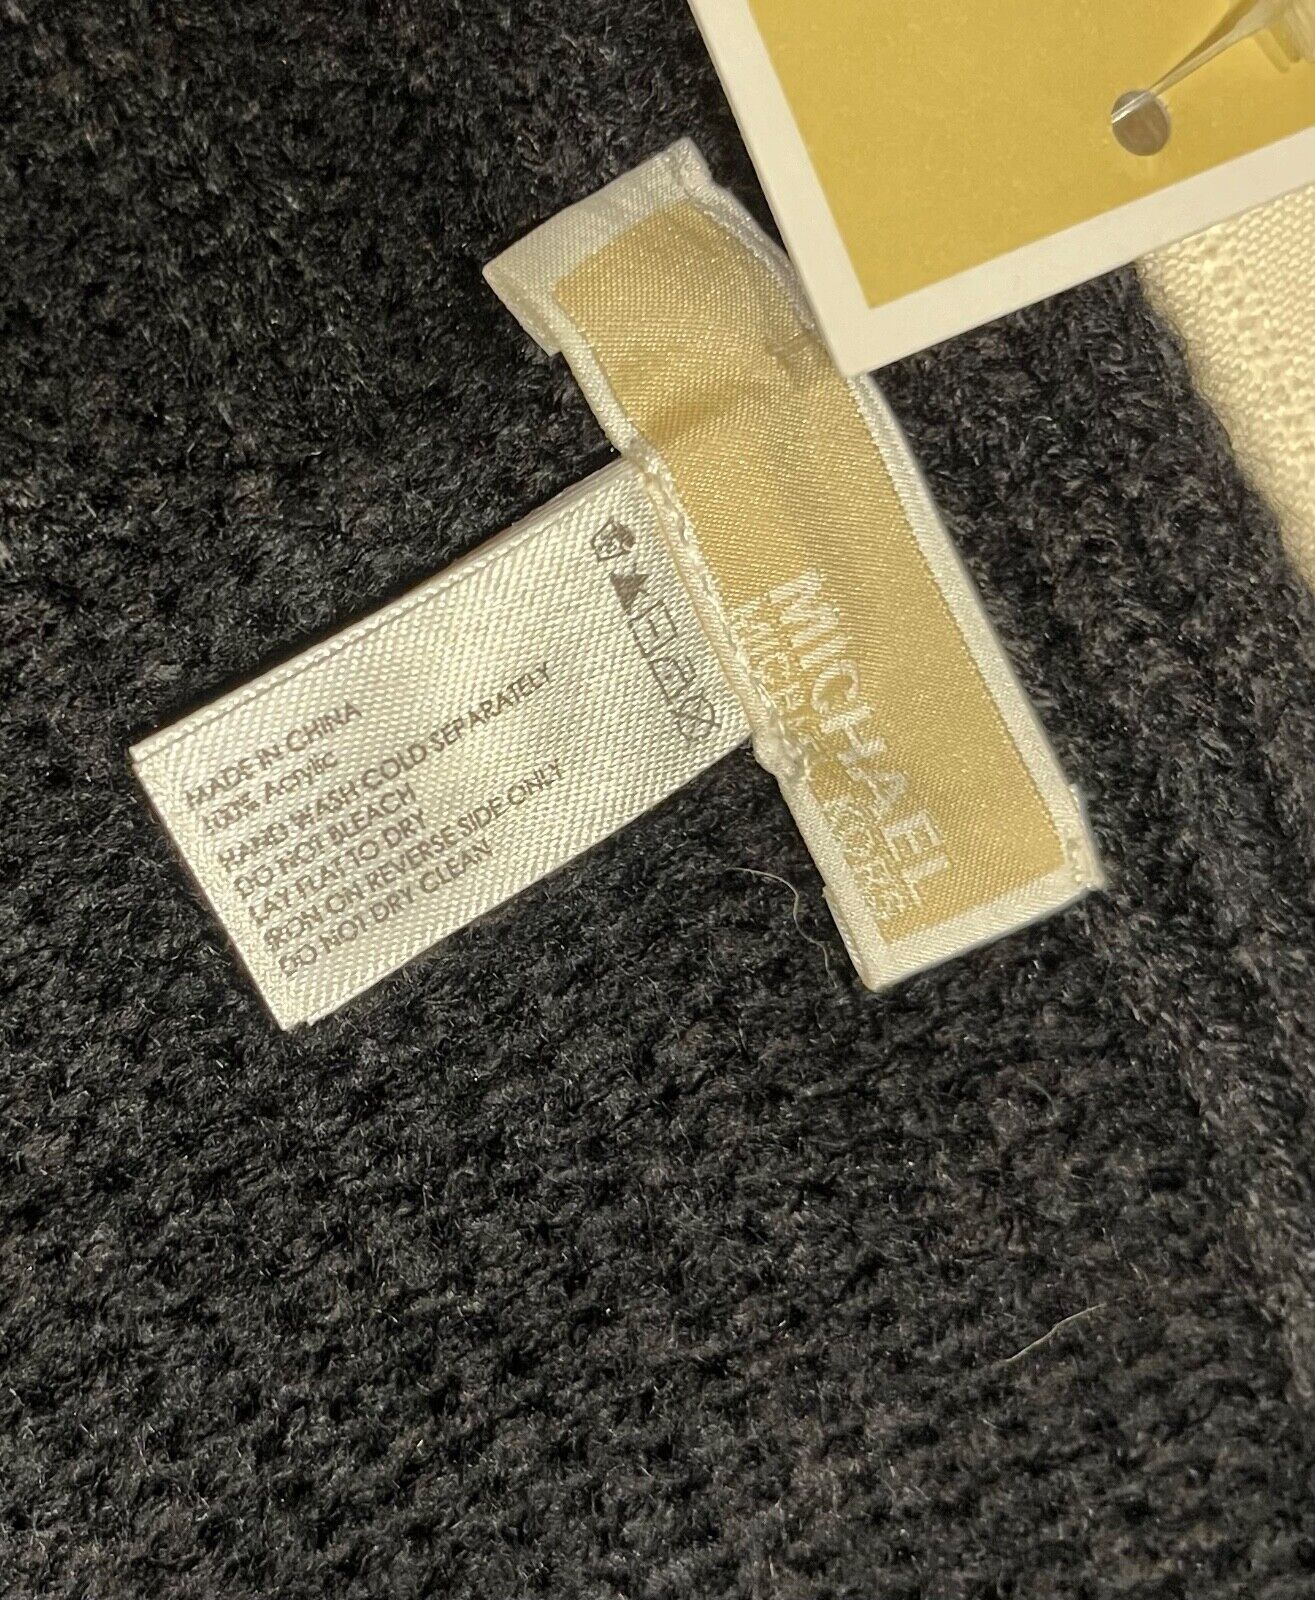 MICHAEL
MICHAEL KORS
MADE IN CHINA
100% Acrylic
HAND WASH COLD SEPARATELY
DO NOT BLEACH
LAY FLAT TO DRY
IRON ON REVERSE SIDE ONLY
DO NOT DRY CLEAN